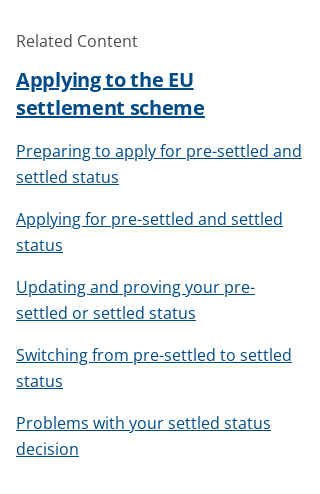 Related Content
Applying to the EU
settlement scheme
Preparing to apply for pre-settled and
settled status
Applying for pre-settled and settled
status
Updating and proving your pre-
settled or settled status
Switching from pre-settled to settled
status
Problems with your settled status
decision